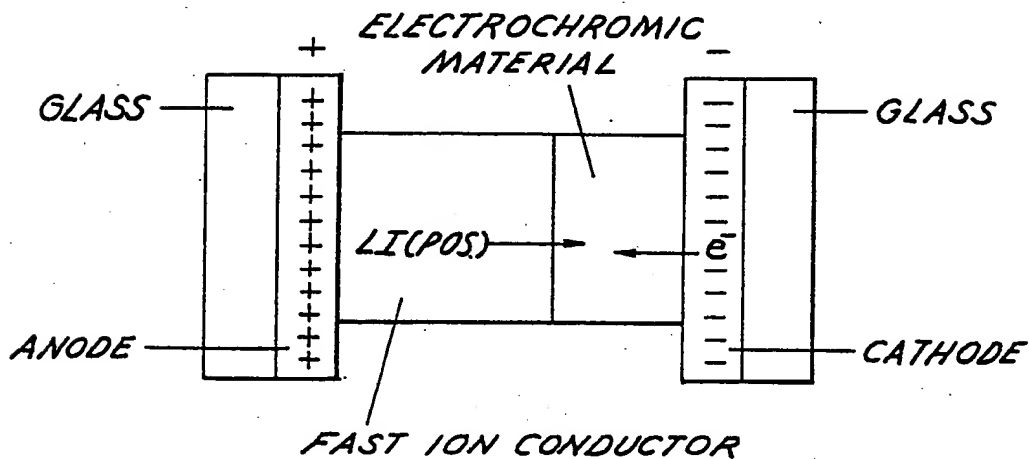 ELECTROCHROMIC
MATERIAL
+
−
GLASS
GLASS
+
+
+
+
+
+
+
+
+
+
+
+
−
−
−
−
−
−
−
−
−
−
−
LI(POS.)
e⁻
ANODE
CATHODE
FAST ION CONDUCTOR